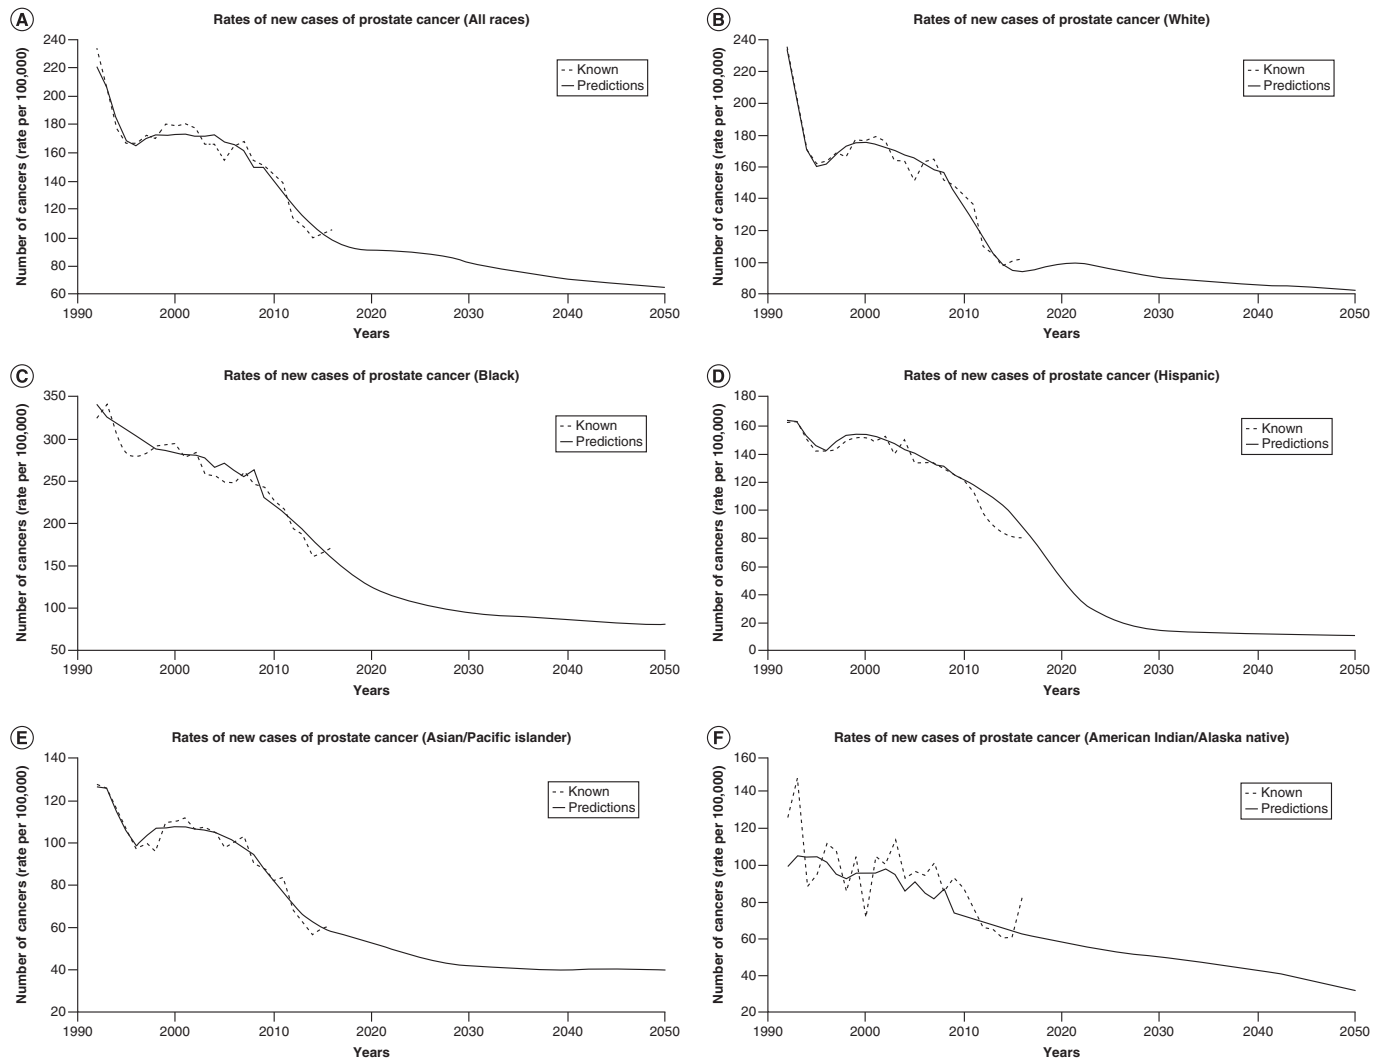 A
Rates of new cases of prostate cancer (All races)
Number of cancers (rate per 100,000)
240
220
200
180
160
140
120
100
80
60
Known
Predictions
1990 2000 2010 2020 2030 2040 2050
Years
B
Rates of new cases of prostate cancer (White)
Number of cancers (rate per 100,000)
240
220
200
180
160
140
120
100
80
Known
Predictions
1990 2000 2010 2020 2030 2040 2050
Years
C
Rates of new cases of prostate cancer (Black)
Number of cancers (rate per 100,000)
350
300
250
200
150
100
50
Known
Predictions
1990 2000 2010 2020 2030 2040 2050
Years
D
Rates of new cases of prostate cancer (Hispanic)
Number of cancers (rate per 100,000)
180
160
140
120
100
80
60
40
20
0
Known
Predictions
1990 2000 2010 2020 2030 2040 2050
Years
E
Rates of new cases of prostate cancer (Asian/Pacific islander)
Number of cancers (rate per 100,000)
140
120
100
80
60
40
20
Known
Predictions
1990 2000 2010 2020 2030 2040 2050
Years
F
Rates of new cases of prostate cancer (American Indian/Alaska native)
Number of cancers (rate per 100,000)
160
140
120
100
80
60
40
20
Known
Predictions
1990 2000 2010 2020 2030 2040 2050
Years